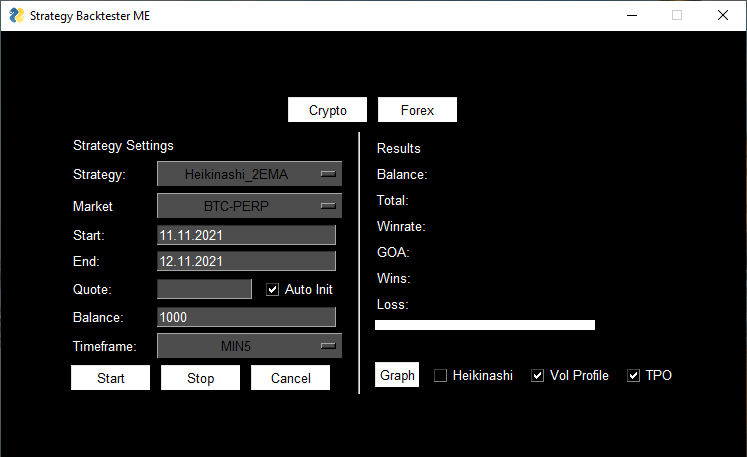 Strategy Backtester ME
Crypto Forex
Strategy Settings
Strategy: Heikinashi_2EMA
Market BTC-PERP
Start: 11.11.2021
End: 12.11.2021
Quote: Auto Init
Balance: 1000
Timeframe: MIN5
Start Stop Cancel
Results
Balance:
Total:
Winrate:
GOA:
Wins:
Loss:
Graph Heikinashi Vol Profile TPO